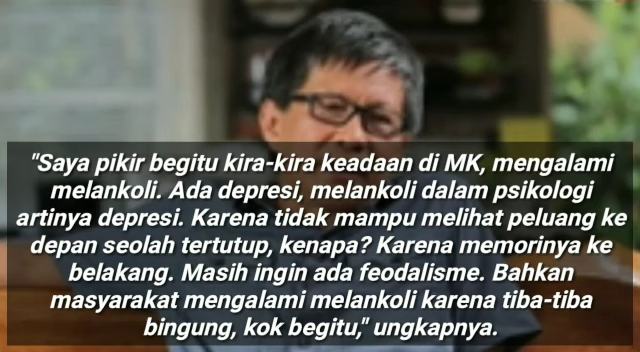 "Saya pikir begitu kira-kira keadaan di MK, mengalami
melankoli. Ada depresi, melankoli dalam psikologi
artinya depresi. Karena tidak mampu melihat peluang ke
depan seolah tertutup, kenapa? Karena memorinya ke
belakang. Masih ingin ada feodalisme. Bahkan
masyarakat mengalami melankoli karena tiba-tiba
bingung, kok begitu," ungkapnya.